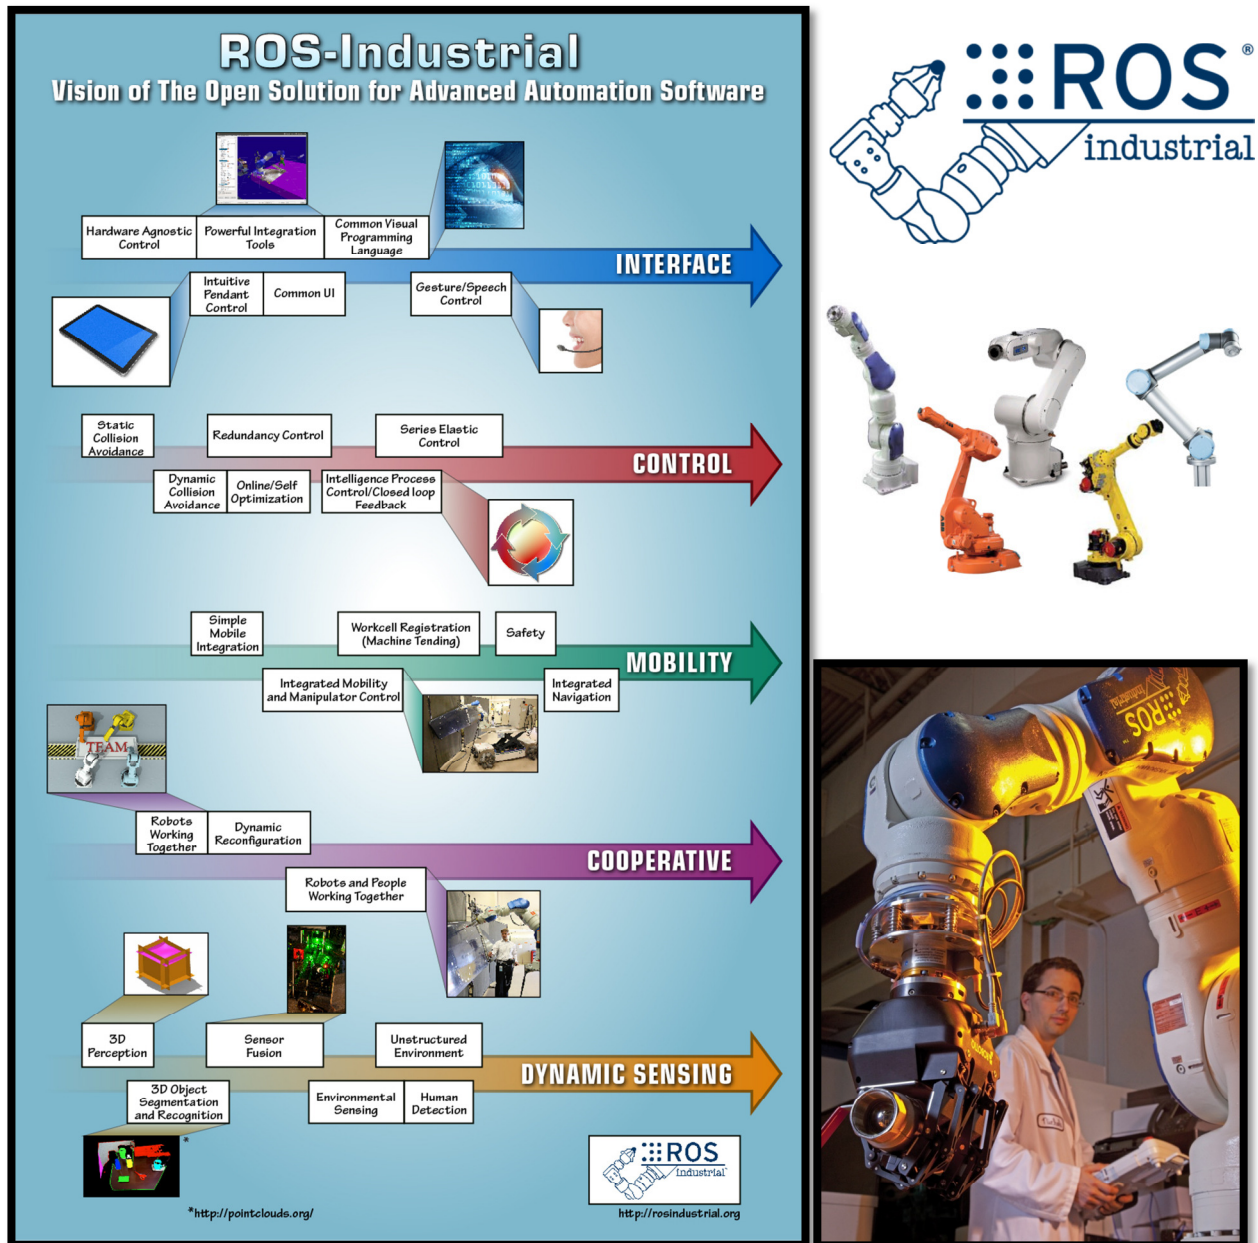 ROS-Industrial
Vision of The Open Solution for Advanced Automation Software
Hardware Agnostic
Control
Powerful Integration
Tools
Common Visual
Programming
Language
INTERFACE
Intuitive
Pendant
Control
Common UI
Gesture/Speech
Control
Static
Collision
Avoidance
Redundancy Control
Series Elastic
Control
CONTROL
Dynamic
Collision
Avoidance
Online/Self
Optimization
Intelligence Process
Control/Closed loop
Feedback
Simple
Mobile
Integration
Workcell Registration
(Machine Tending)
Safety
MOBILITY
Integrated Mobility
and Manipulator Control
Integrated
Navigation
TEAM
Robots
Working
Together
Dynamic
Reconfiguration
COOPERATIVE
Robots and People
Working Together
3D
Perception
Sensor
Fusion
Unstructured
Environment
DYNAMIC SENSING
3D Object
Segmentation
and Recognition
Environmental
Sensing
Human
Detection
*
*http://pointclouds.org/
ROS
industrial
http://rosindustrial.org
ROS®
industrial
ROS™
Industrial